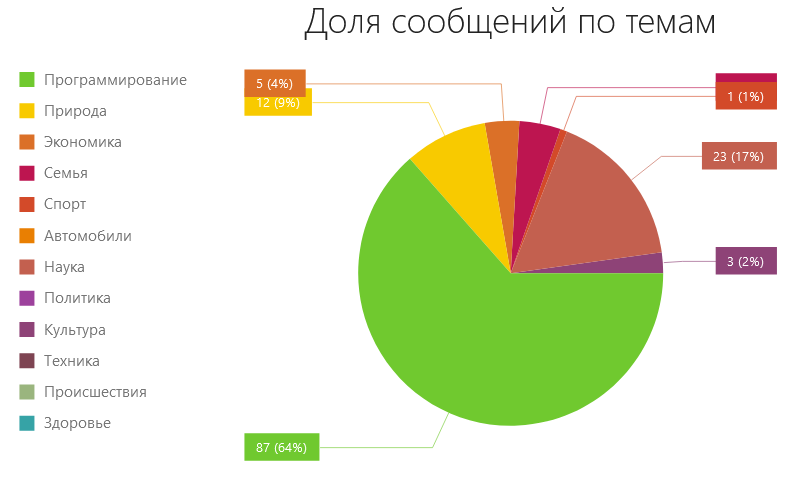 Доля сообщений по темам
Программирование
Природа
Экономика
Семья
Спорт
Автомобили
Наука
Политика
Культура
Техника
Происшествия
Здоровье
5 (4%)
12 (9%)
1 (1%)
23 (17%)
3 (2%)
87 (64%)